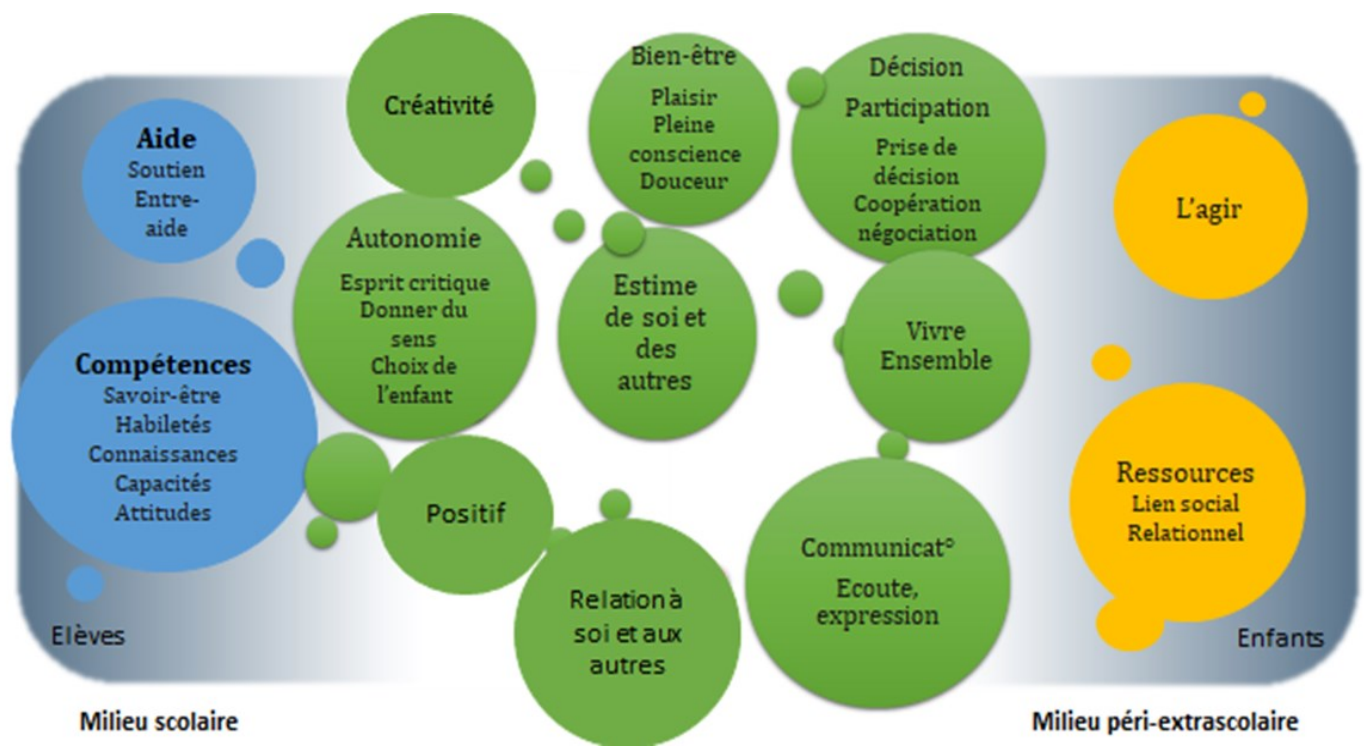 Aide
Soutien
Entre-
aide
Compétences
Savoir-être
Habiletés
Connaissances
Capacités
Attitudes
Elèves
Milieu scolaire
Créativité
Autonomie
Esprit critique
Donner du
sens
Choix de
l'enfant
Positif
Bien-être
Plaisir
Pleine
conscience
Douceur
Estime
de soi et
des
autres
Relation à
soi et aux
autres
Décision
Participation
Prise de
décision
Coopération
négociation
Vivre
Ensemble
Communicat°
Ecoute,
expression
L'agir
Ressources
Lien social
Relationnel
Enfants
Milieu péri-extrascolaire